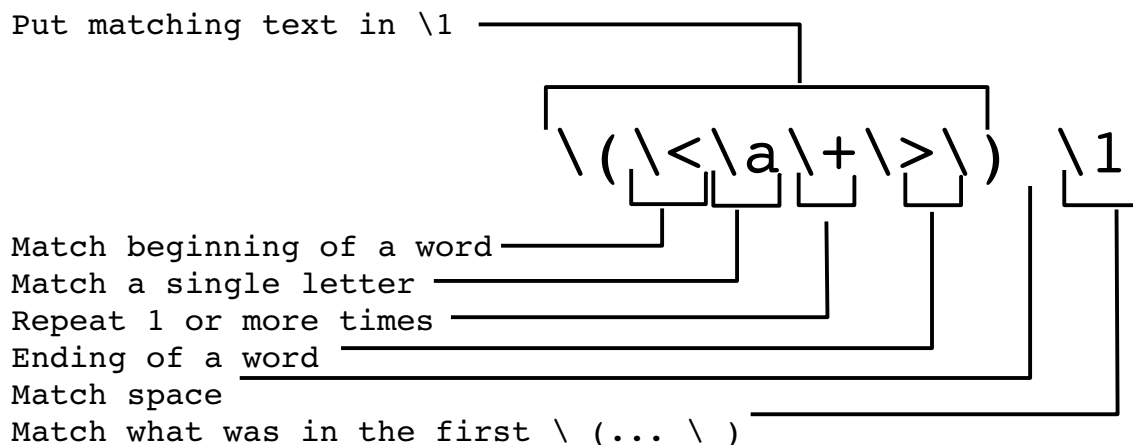 Put matching text in \1
\(\<\a\+\>\) \1
Match beginning of a word
Match a single letter
Repeat 1 or more times
Ending of a word
Match space
Match what was in the first \ (... \ )